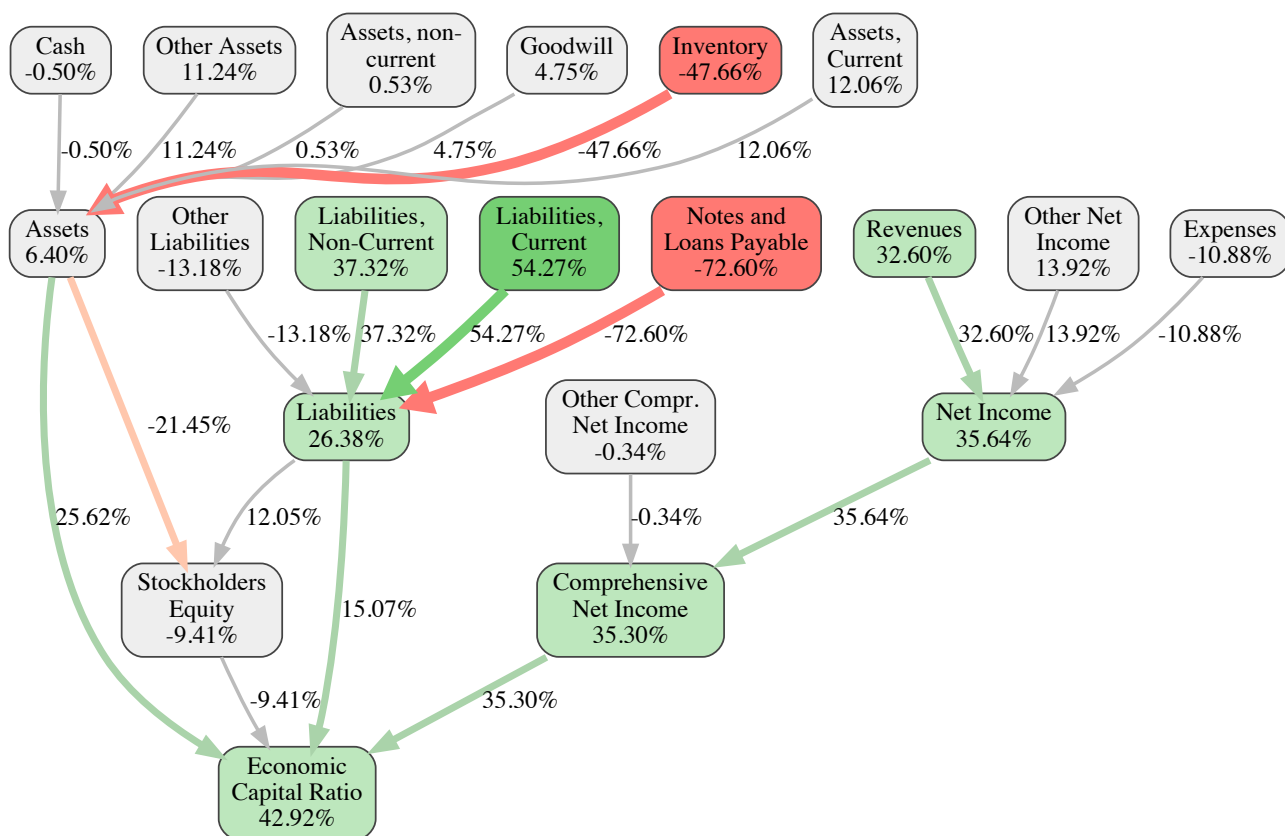 Cash
-0.50%
Other Assets
11.24%
Assets, non-
current
0.53%
Goodwill
4.75%
Inventory
-47.66%
Assets,
Current
12.06%
-0.50%
11.24%
0.53%
4.75%
-47.66%
12.06%
Assets
6.40%
Other
Liabilities
-13.18%
Liabilities,
Non-Current
37.32%
Liabilities,
Current
54.27%
Notes and
Loans Payable
-72.60%
Revenues
32.60%
Other Net
Income
13.92%
Expenses
-10.88%
-13.18%
37.32%
54.27%
-72.60%
32.60%
13.92%
-10.88%
-21.45%
Liabilities
26.38%
Other Compr.
Net Income
-0.34%
Net Income
35.64%
25.62%
12.05%
-0.34%
35.64%
Stockholders
Equity
-9.41%
15.07%
Comprehensive
Net Income
35.30%
-9.41%
35.30%
Economic
Capital Ratio
42.92%